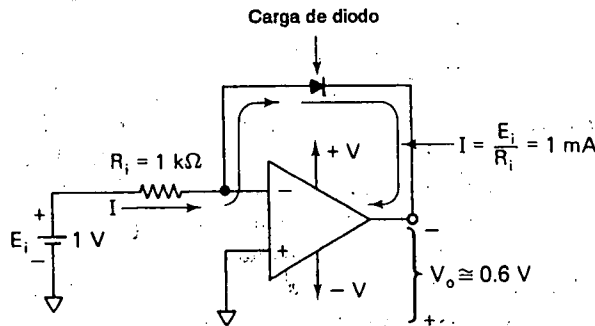 Carga de diodo
I = E_i / R_i = 1 mA
R_i = 1 kΩ
+ V
I
−
+
+
E_i
1 V
−
− V
−
V_o ≅ 0.6 V
+